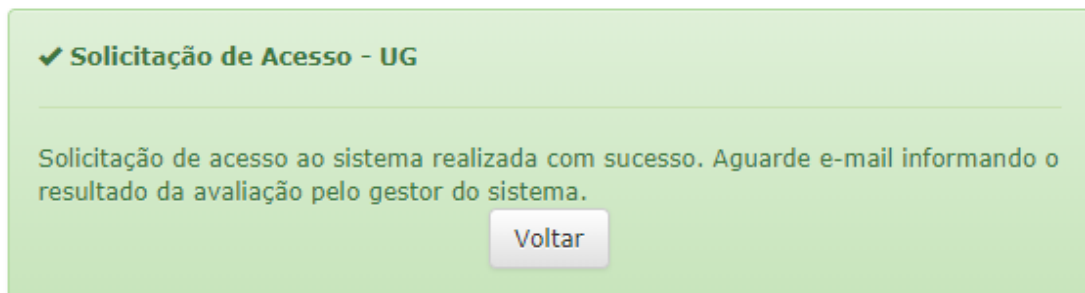 ✔ Solicitação de Acesso - UG
Solicitação de acesso ao sistema realizada com sucesso. Aguarde e-mail informando o
resultado da avaliação pelo gestor do sistema.
Voltar